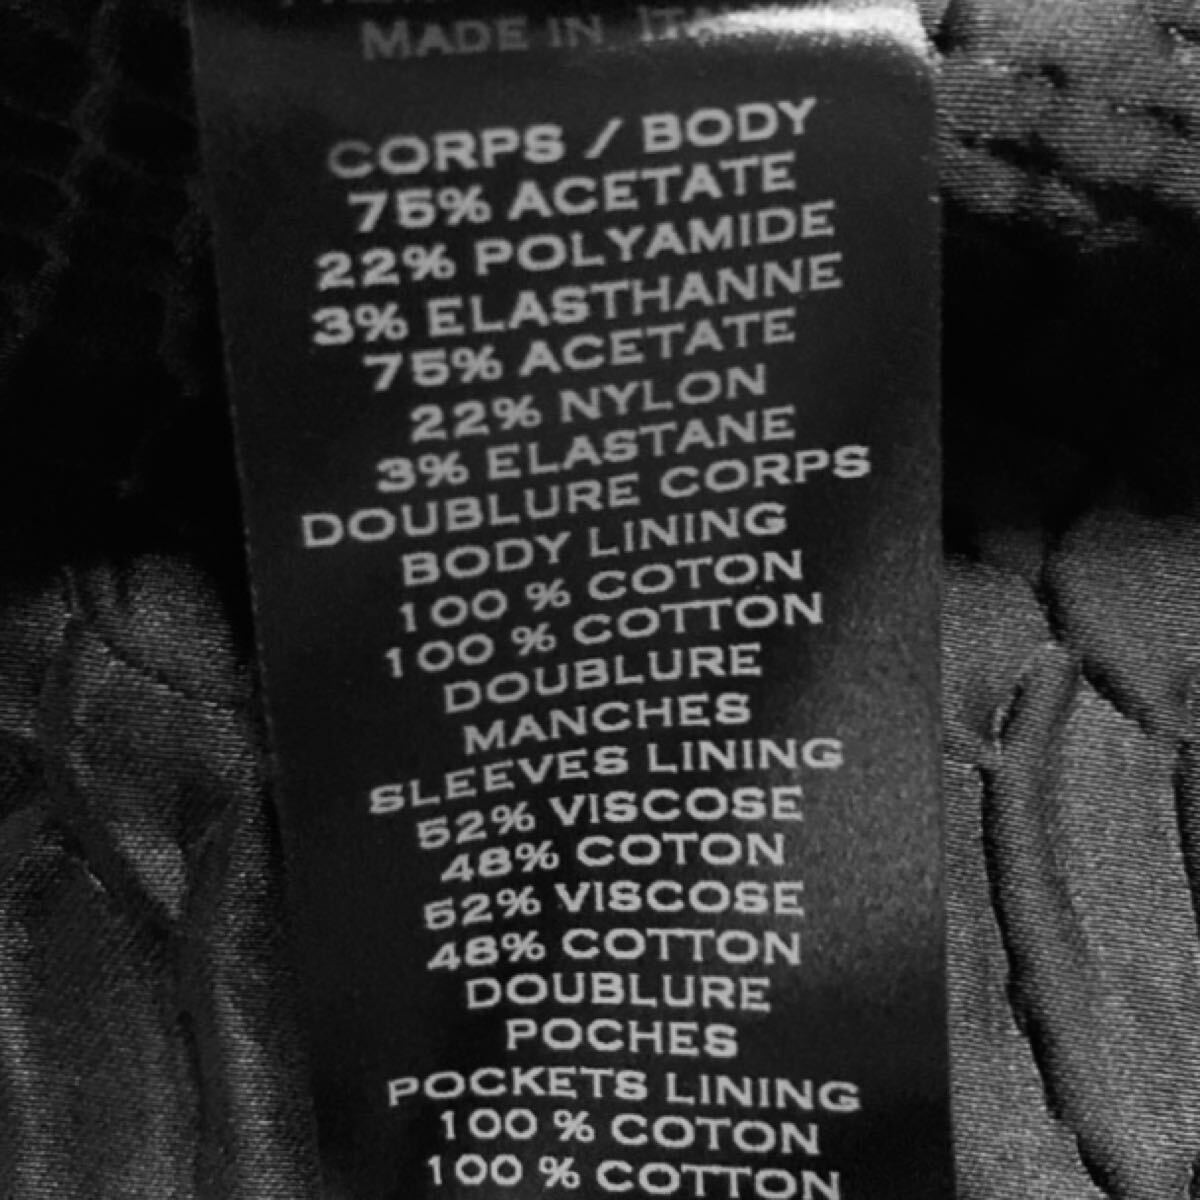 MADE IN
CORPS / BODY
75% ACETATE
22% POLYAMIDE
3% ELASTHANNE
75% ACETATE
22% NYLON
3% ELASTANE
DOUBLURE CORPS
BODY LINING
100 % COTON
100 % COTTON
DOUBLURE
MANCHES
SLEEVES LINING
52% VISCOSE
48% COTON
52% VISCOSE
48% COTTON
DOUBLURE
POCHES
POCKETS LINING
100 % COTON
100 % COTTON